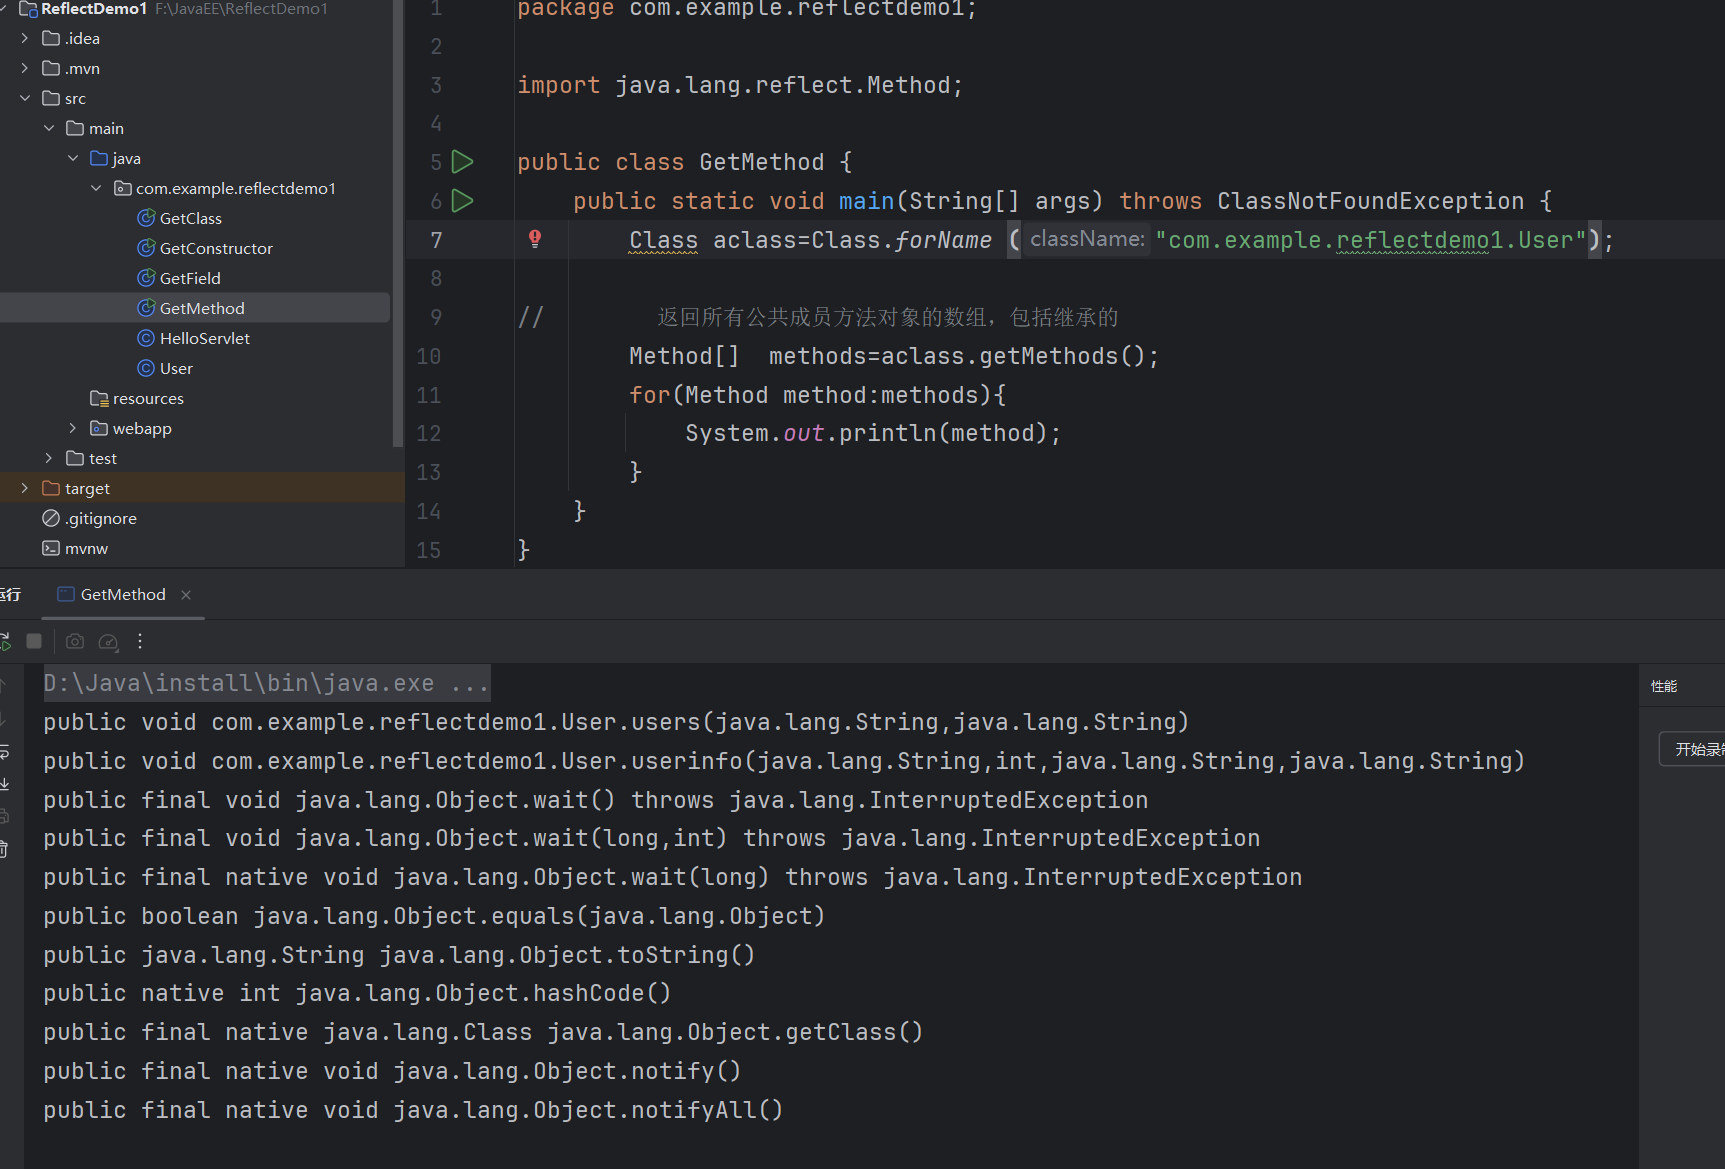 ReflectDemo1 F:\JavaEE\ReflectDemo1
.idea
.mvn
src
main
java
com.example.reflectdemo1
GetClass
GetConstructor
GetField
GetMethod
HelloServlet
User
resources
webapp
test
target
.gitignore
mvnw
1 package com.example.reflectdemo1;
2
3 import java.lang.reflect.Method;
4
5 public class GetMethod {
6 public static void main(String[] args) throws ClassNotFoundException {
7 Class aclass=Class.forName ( className: "com.example.reflectdemo1.User");
8
9 // 返回所有公共成员方法对象的数组，包括继承的
10 Method[] methods=aclass.getMethods();
11 for(Method method:methods){
12 System.out.println(method);
13 }
14 }
15 }
运行 GetMethod
D:\Java\install\bin\java.exe ...
public void com.example.reflectdemo1.User.users(java.lang.String,java.lang.String)
public void com.example.reflectdemo1.User.userinfo(java.lang.String,int,java.lang.String,java.lang.String)
public final void java.lang.Object.wait() throws java.lang.InterruptedException
public final void java.lang.Object.wait(long,int) throws java.lang.InterruptedException
public final native void java.lang.Object.wait(long) throws java.lang.InterruptedException
public boolean java.lang.Object.equals(java.lang.Object)
public java.lang.String java.lang.Object.toString()
public native int java.lang.Object.hashCode()
public final native java.lang.Class java.lang.Object.getClass()
public final native void java.lang.Object.notify()
public final native void java.lang.Object.notifyAll()
性能
开始录